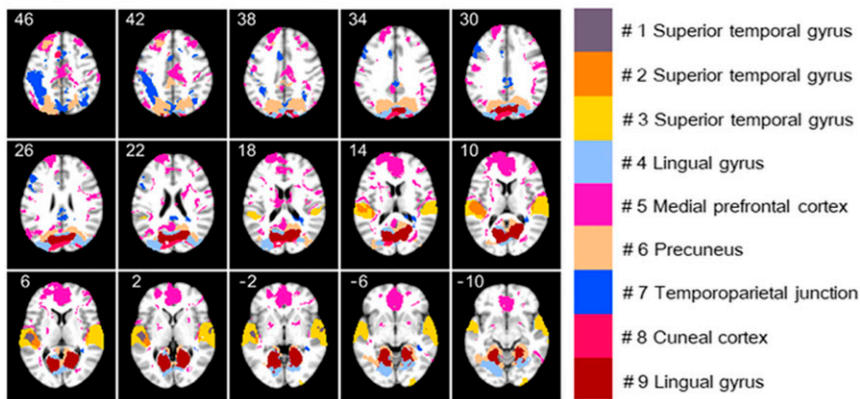 46 42 38 34 30
26 22 18 14 10
6 2 -2 -6 -10
# 1 Superior temporal gyrus
# 2 Superior temporal gyrus
# 3 Superior temporal gyrus
# 4 Lingual gyrus
# 5 Medial prefrontal cortex
# 6 Precuneus
# 7 Temporoparietal junction
# 8 Cuneal cortex
# 9 Lingual gyrus